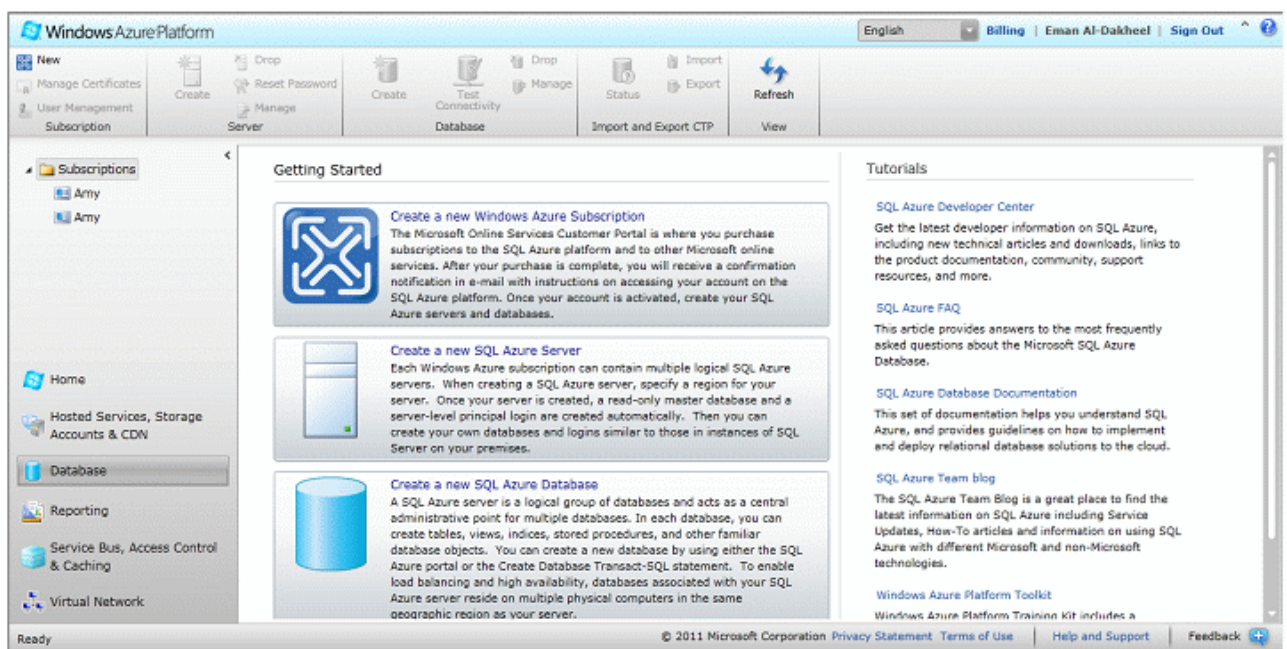 Windows Azure Platform
English Billing | Eman Al-Dakheel | Sign Out
New
Manage Certificates
User Management
Subscription
Create
Drop
Reset Password
Manage
Server
Create
Test
Connectivity
Drop
Manage
Database
Status
Import
Export
Import and Export CTP
Refresh
View
Subscriptions
Amy
Amy
Home
Hosted Services, Storage
Accounts & CDN
Database
Reporting
Service Bus, Access Control
& Caching
Virtual Network
Getting Started
Create a new Windows Azure Subscription
The Microsoft Online Services Customer Portal is where you purchase
subscriptions to the SQL Azure platform and to other Microsoft online
services. After your purchase is complete, you will receive a confirmation
notification in e-mail with instructions on accessing your account on the
SQL Azure platform. Once your account is activated, create your SQL
Azure servers and databases.
Create a new SQL Azure Server
Each Windows Azure subscription can contain multiple logical SQL Azure
servers. When creating a SQL Azure server, specify a region for your
server. Once your server is created, a read-only master database and a
server-level principal login are created automatically. Then you can
create your own databases and logins similar to those in instances of SQL
Server on your premises.
Create a new SQL Azure Database
A SQL Azure server is a logical group of databases and acts as a central
administrative point for multiple databases. In each database, you can
create tables, views, indices, stored procedures, and other familiar
database objects. You can create a new database by using either the SQL
Azure portal or the Create Database Transact-SQL statement. To enable
load balancing and high availability, databases associated with your SQL
Azure server reside on multiple physical computers in the same
geographic region as your server.
Tutorials
SQL Azure Developer Center
Get the latest developer information on SQL Azure,
including new technical articles and downloads, links to
the product documentation, community, support
resources, and more.
SQL Azure FAQ
This article provides answers to the most frequently
asked questions about the Microsoft SQL Azure
Database.
SQL Azure Database Documentation
This set of documentation helps you understand SQL
Azure, and provides guidelines on how to implement
and deploy relational database solutions to the cloud.
SQL Azure Team blog
The SQL Azure Team Blog is a great place to find the
latest information on SQL Azure including Service
Updates, How-To articles and information on using SQL
Azure with different Microsoft and non-Microsoft
technologies.
Windows Azure Platform Toolkit
Windows Azure Platform Training Kit includes a
Ready
© 2011 Microsoft Corporation Privacy Statement Terms of Use | Help and Support | Feedback